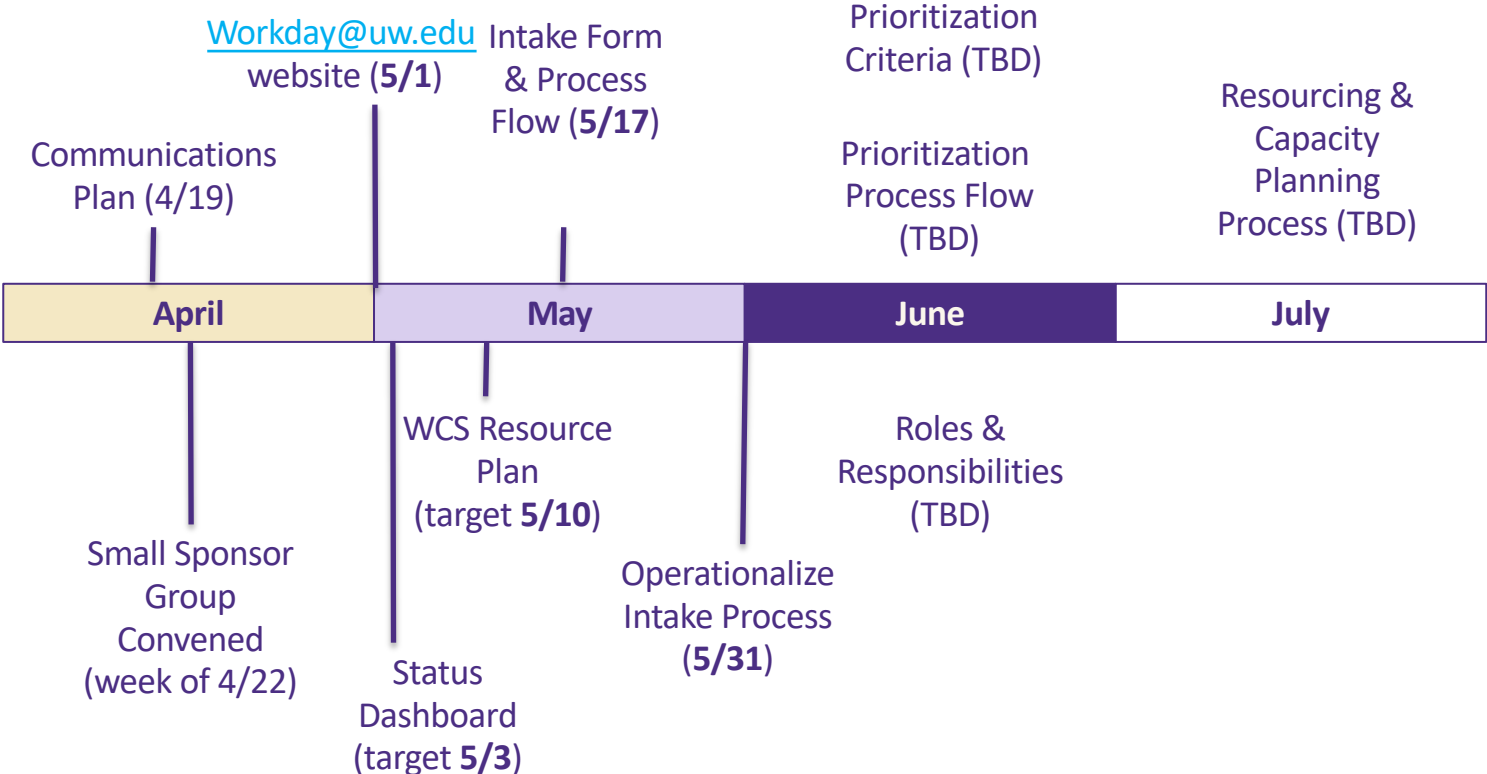 Workday@uw.edu
website (5/1)
Intake Form
& Process
Flow (5/17)
Prioritization
Criteria (TBD)
Communications
Plan (4/19)
Prioritization
Process Flow
(TBD)
Resourcing &
Capacity
Planning
Process (TBD)
April
May
June
July
Small Sponsor
Group
Convened
(week of 4/22)
Status
Dashboard
(target 5/3)
WCS Resource
Plan
(target 5/10)
Operationalize
Intake Process
(5/31)
Roles &
Responsibilities
(TBD)